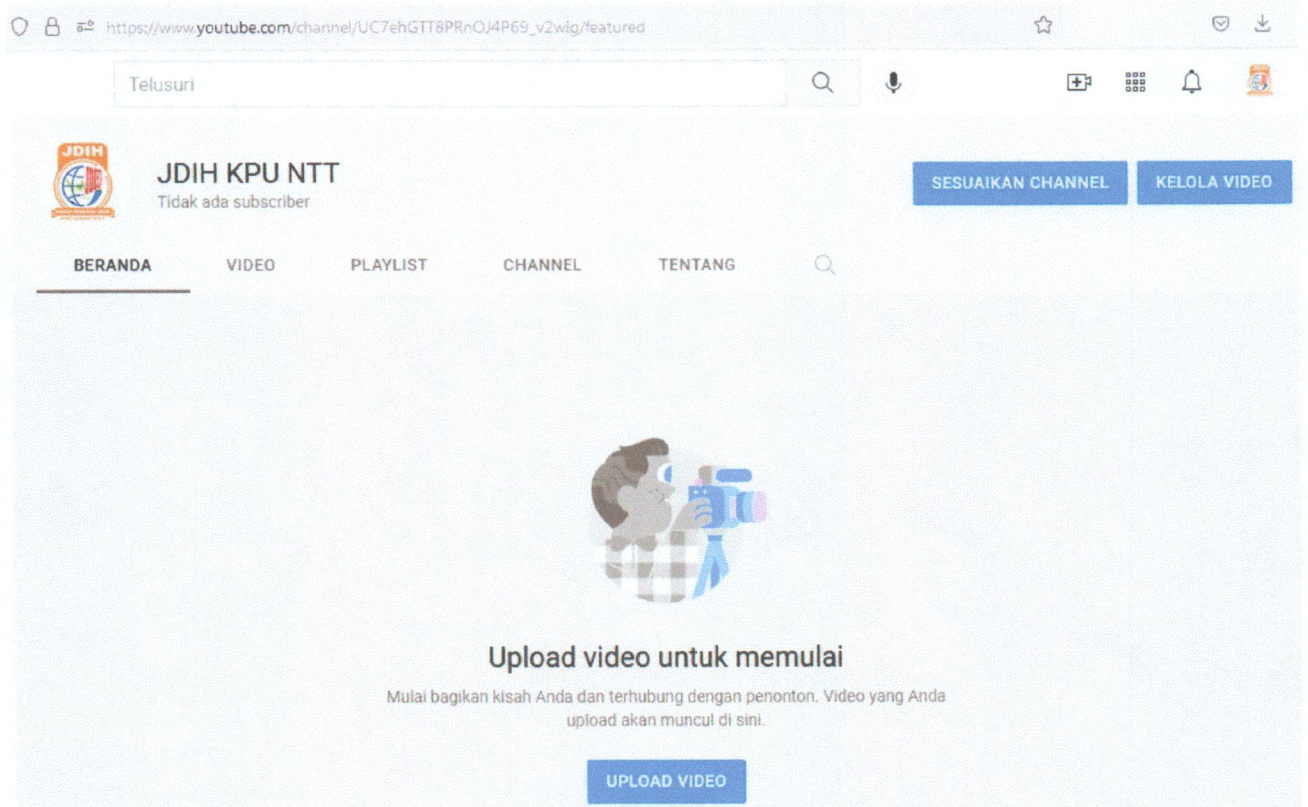 https://www.youtube.com/channel/UC7ehGTT8PRnOJ4P69_v2wlg/featured
Telusuri
JDIH
JDIH KPU NTT
Tidak ada subscriber
SESUAIKAN CHANNEL
KELOLA VIDEO
BERANDA VIDEO PLAYLIST CHANNEL TENTANG
Upload video untuk memulai
Mulai bagikan kisah Anda dan terhubung dengan penonton. Video yang Anda
upload akan muncul di sini.
UPLOAD VIDEO